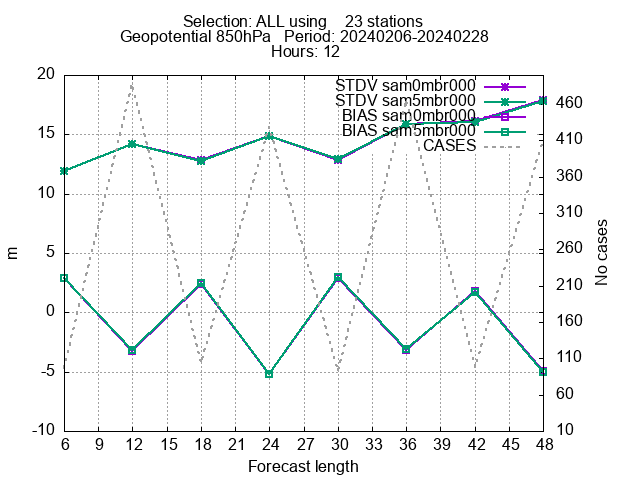 Selection: ALL using    23 stations
Geopotential 850hPa   Period: 20240206-20240228
Hours: 12
STDV sam0mbr000
STDV sam5mbr000
BIAS sam0mbr000
BIAS sam5mbr000
CASES
20
15
10
5
0
-5
-10
m
460
410
360
310
260
210
160
110
60
10
No cases
6 9 12 15 18 21 24 27 30 33 36 39 42 45 48
Forecast length